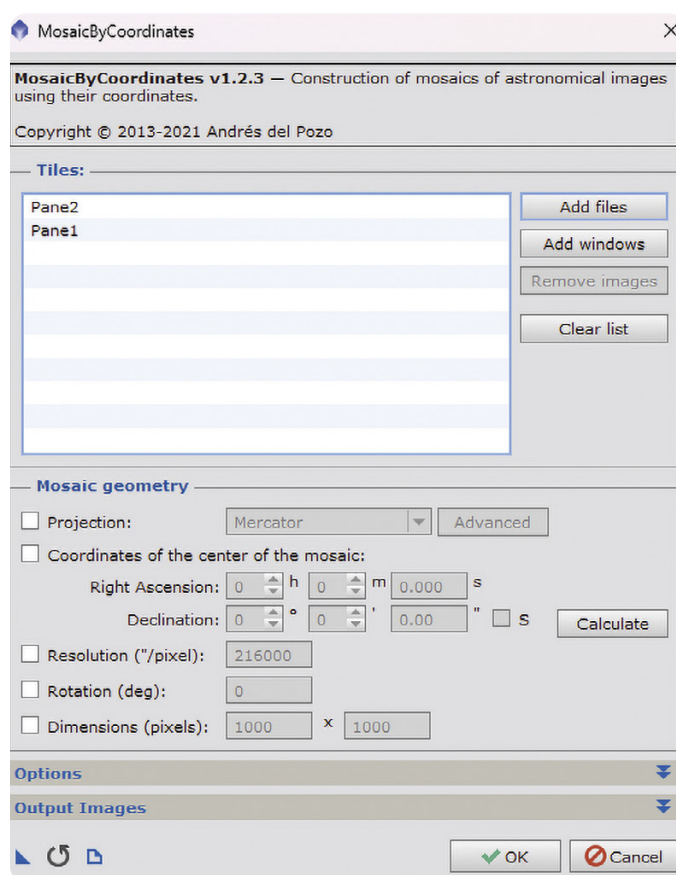 MosaicByCoordinates
MosaicByCoordinates v1.2.3 — Construction of mosaics of astronomical images
using their coordinates.
Copyright © 2013-2021 Andrés del Pozo
Tiles:
Pane2
Pane1
Add files
Add windows
Remove images
Clear list
Mosaic geometry
Projection: Mercator Advanced
Coordinates of the center of the mosaic:
Right Ascension: 0 h 0 m 0.000 s
Declination: 0 ° 0 ' 0.00 " S Calculate
Resolution ("/pixel): 216000
Rotation (deg): 0
Dimensions (pixels): 1000 x 1000
Options
Output Images
OK Cancel